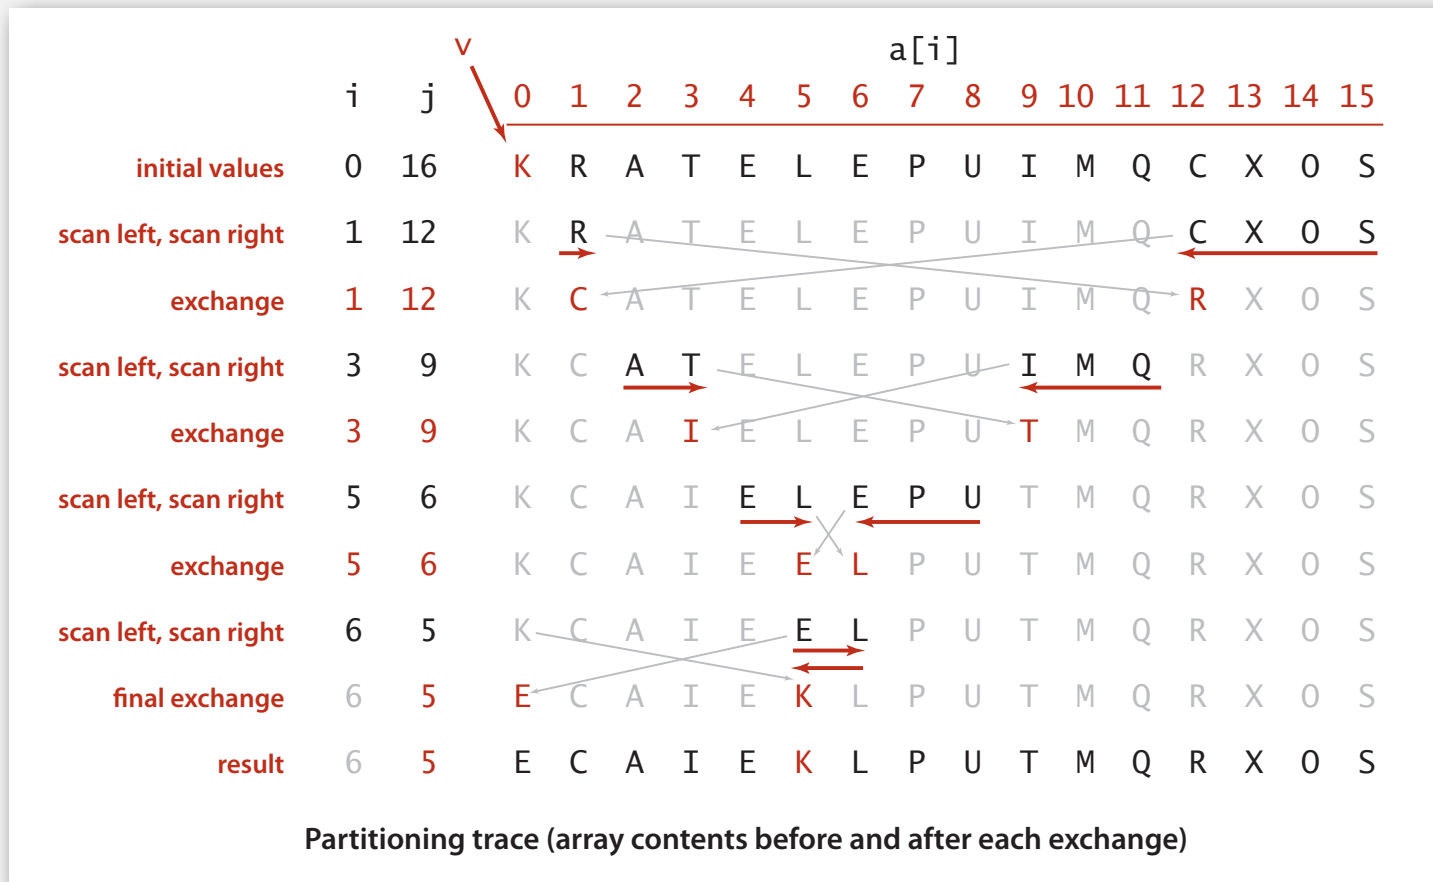 v a[i]
i j 0 1 2 3 4 5 6 7 8 9 10 11 12 13 14 15
initial values 0 16 K R A T E L E P U I M Q C X O S
scan left, scan right 1 12 K R A T E L E P U I M Q C X O S
exchange 1 12 K C A T E L E P U I M Q R X O S
scan left, scan right 3 9 K C A T E L E P U I M Q R X O S
exchange 3 9 K C A I E L E P U T M Q R X O S
scan left, scan right 5 6 K C A I E L E P U T M Q R X O S
exchange 5 6 K C A I E E L P U T M Q R X O S
scan left, scan right 6 5 K C A I E E L P U T M Q R X O S
final exchange 6 5 E C A I E K L P U T M Q R X O S
result 6 5 E C A I E K L P U T M Q R X O S
Partitioning trace (array contents before and after each exchange)